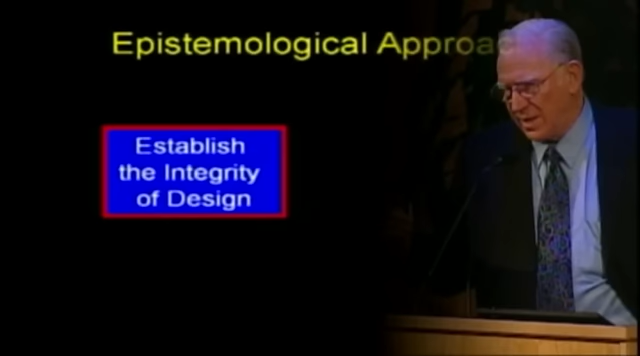 Epistemological Approa
Establish
the Integrity
of Design